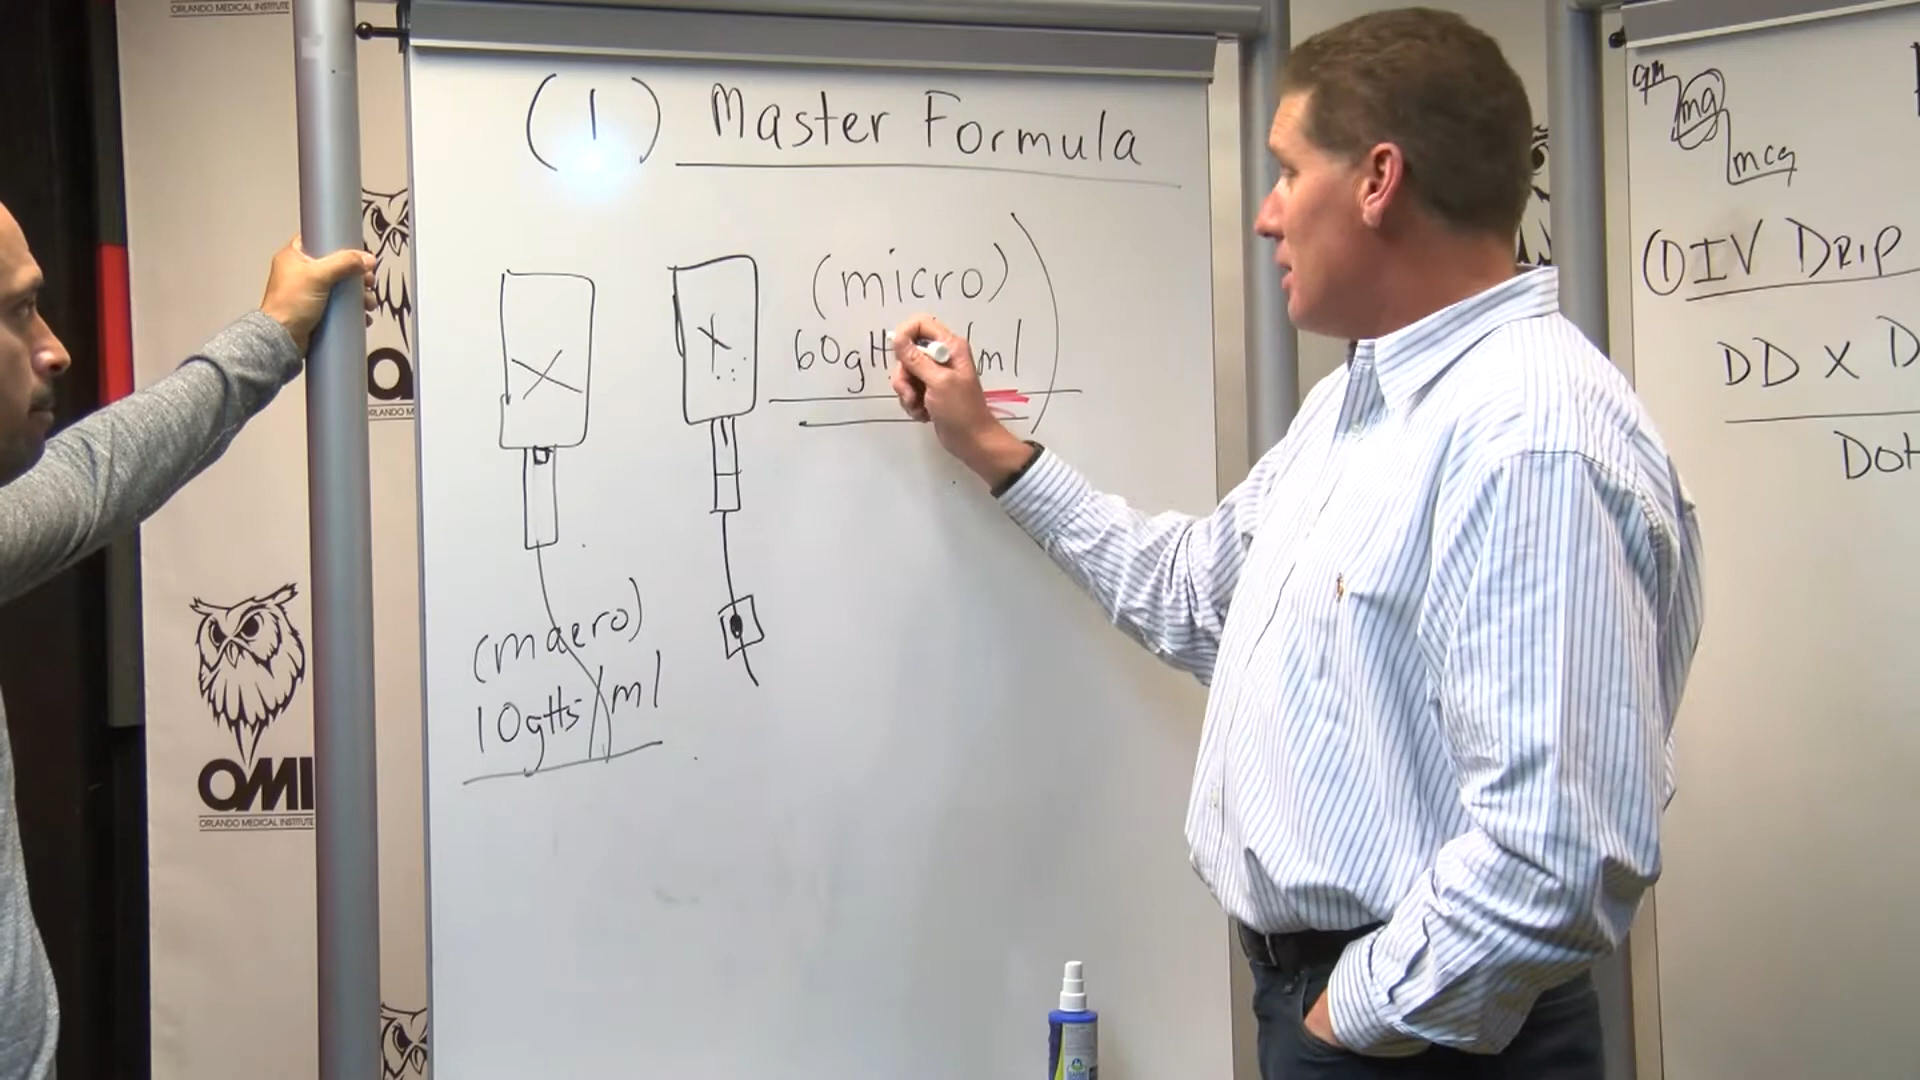 ORLANDO MEDICAL INSTITUTE
(1) Master Formula
(micro)
60gtts/ml
(macro)
10gtts/ml
ORLANDO M
OMI
ORLANDO MEDICAL INSTITUTE
gm
mg
mcg
(1) IV DRIP
DD X D